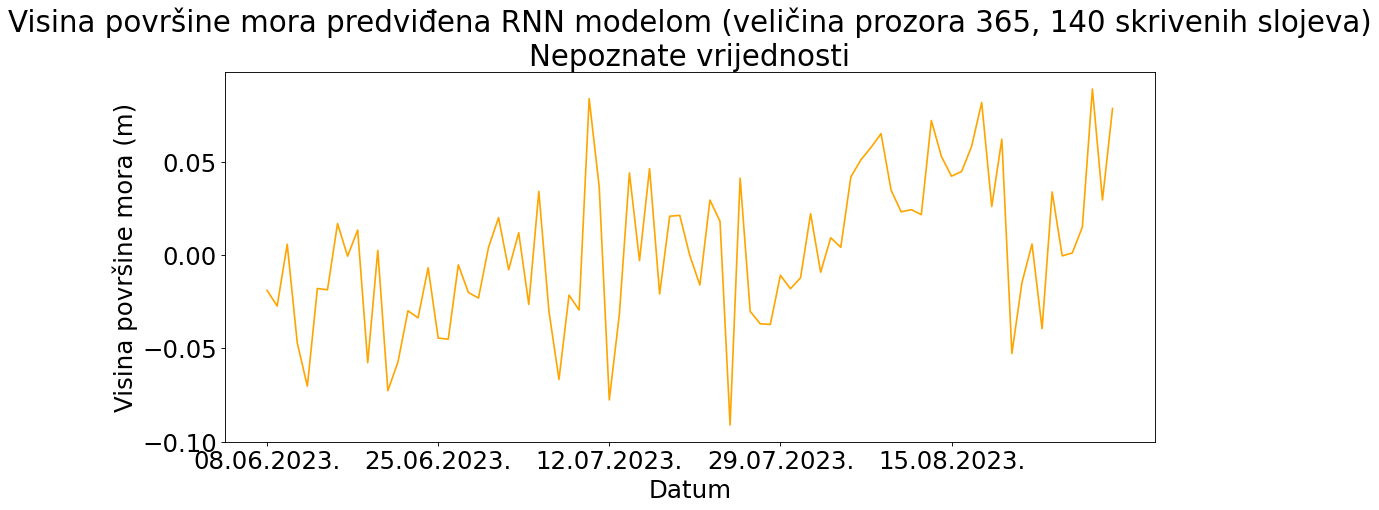 Visina površine mora predviđena RNN modelom (veličina prozora 365, 140 skrivenih slojeva)
Nepoznate vrijednosti
Visina površine mora (m)
0.05
0.00
−0.05
−0.10
08.06.2023. 25.06.2023. 12.07.2023. 29.07.2023. 15.08.2023.
Datum